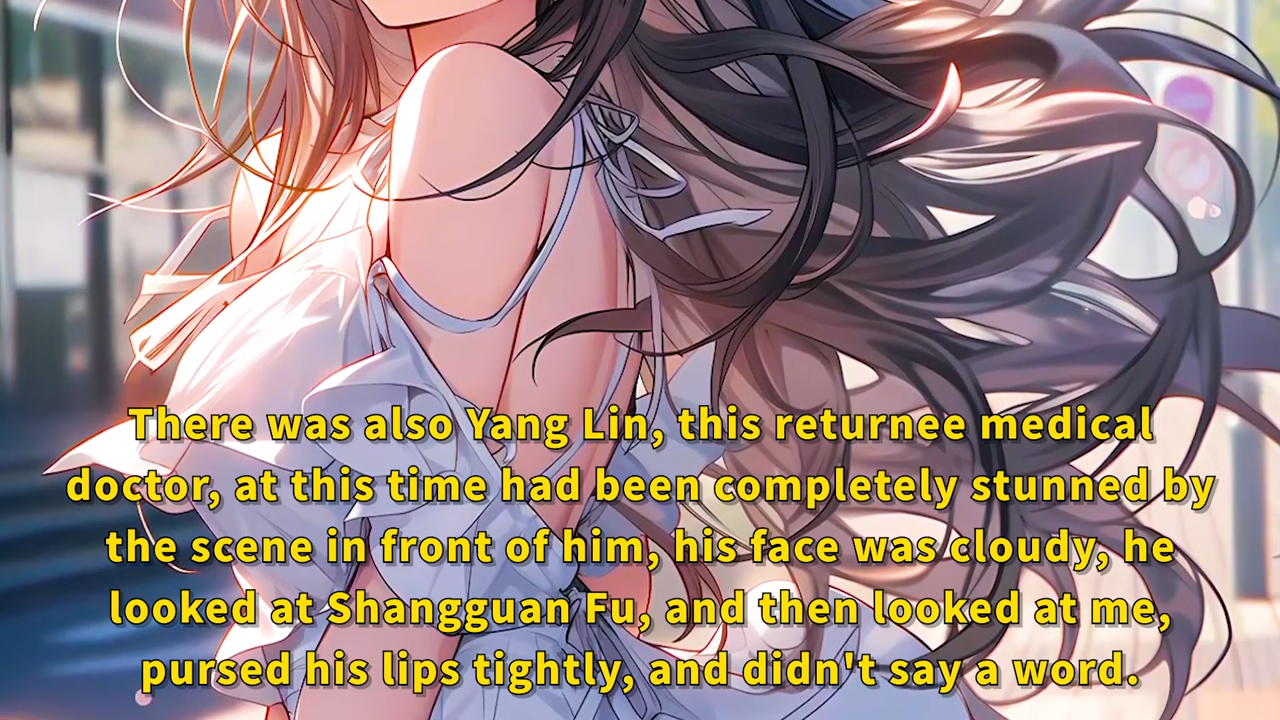 There was also Yang Lin, this returnee medical
doctor, at this time had been completely stunned by
the scene in front of him, his face was cloudy, he
looked at Shangguan Fu, and then looked at me,
pursed his lips tightly, and didn't say a word.